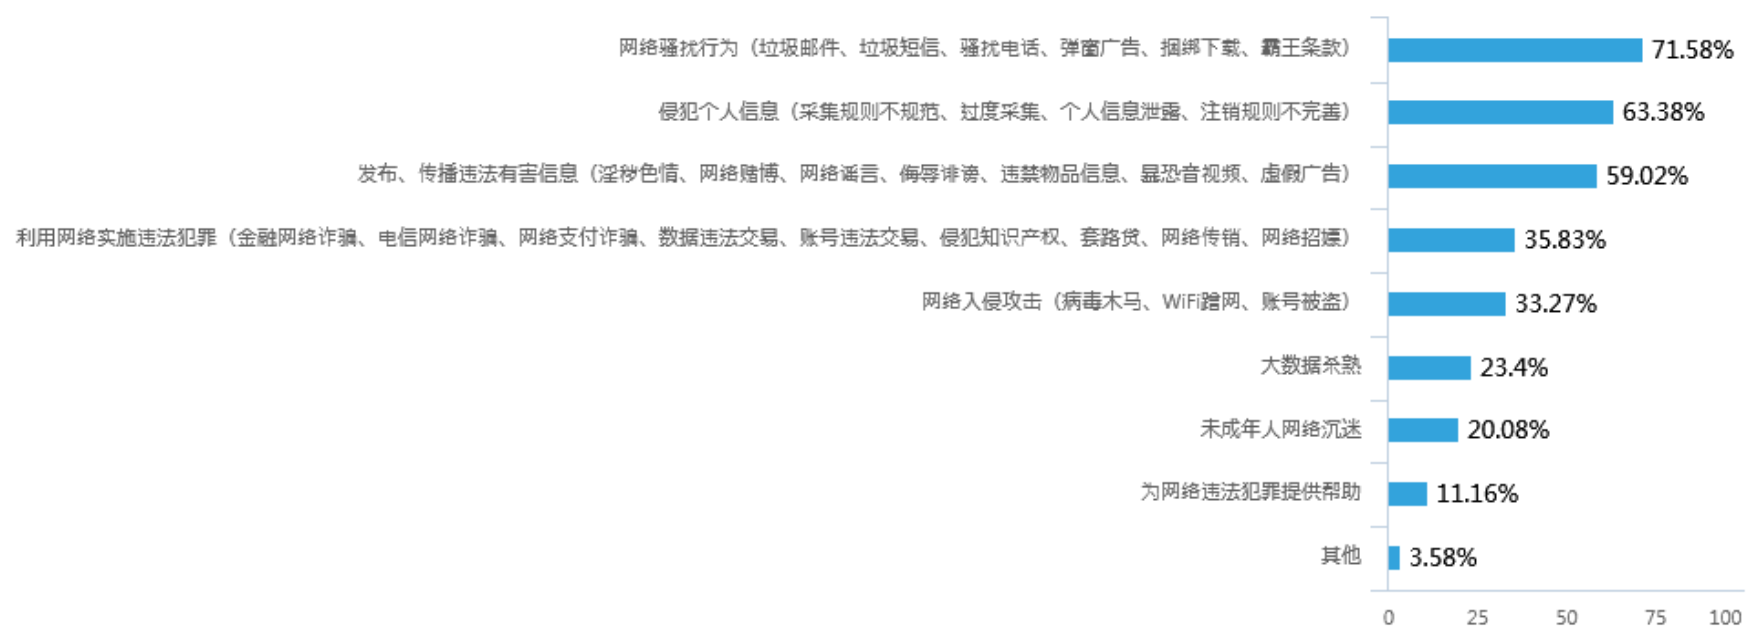 网络骚扰行为（垃圾邮件、垃圾短信、骚扰电话、弹窗广告、捆绑下载、霸王条款） 71.58%
侵犯个人信息（采集规则不规范、过度采集、个人信息泄露、注销规则不完善） 63.38%
发布、传播违法有害信息（淫秽色情、网络赌博、网络谣言、侮辱诽谤、违禁物品信息、暴恐音视频、虚假广告） 59.02%
利用网络实施违法犯罪（金融网络诈骗、电信网络诈骗、网络支付诈骗、数据违法交易、账号违法交易、侵犯知识产权、套路贷、网络传销、网络招嫖） 35.83%
网络入侵攻击（病毒木马、WiFi蹭网、账号被盗） 33.27%
大数据杀熟 23.4%
未成年人网络沉迷 20.08%
为网络违法犯罪提供帮助 11.16%
其他 3.58%
0 25 50 75 100